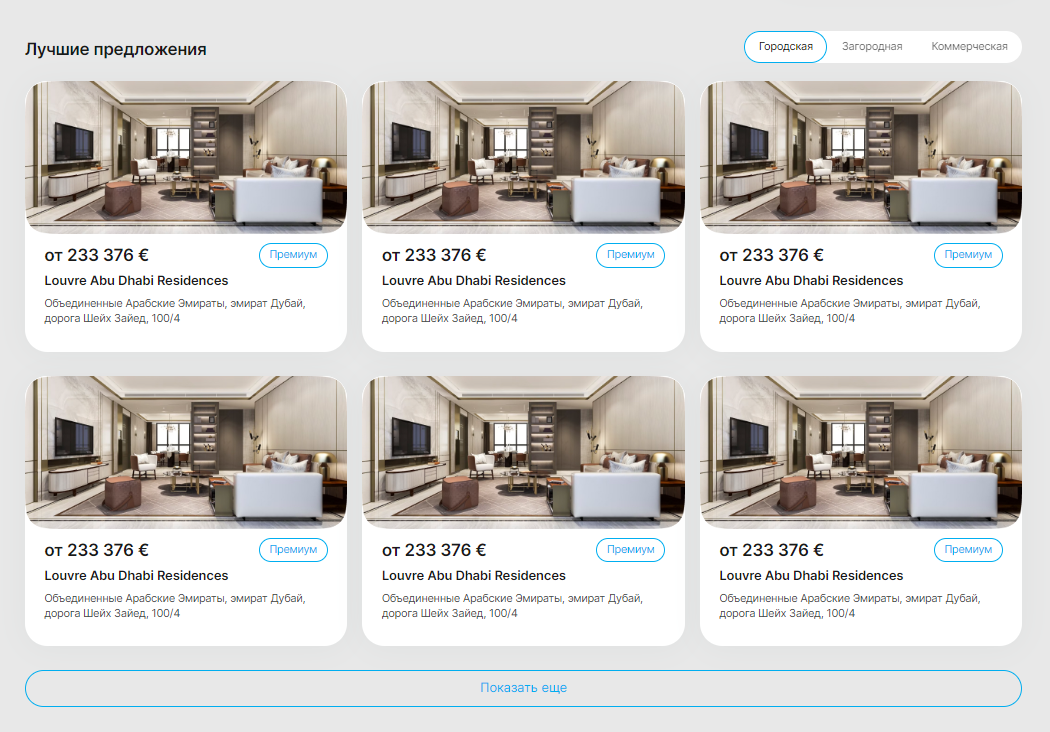 Лучшие предложения
Городская Загородная Коммерческая
от 233 376 € Премиум
Louvre Abu Dhabi Residences
Объединенные Арабские Эмираты, эмират Дубай,
дорога Шейх Зайед, 100/4
от 233 376 € Премиум
Louvre Abu Dhabi Residences
Объединенные Арабские Эмираты, эмират Дубай,
дорога Шейх Зайед, 100/4
от 233 376 € Премиум
Louvre Abu Dhabi Residences
Объединенные Арабские Эмираты, эмират Дубай,
дорога Шейх Зайед, 100/4
от 233 376 € Премиум
Louvre Abu Dhabi Residences
Объединенные Арабские Эмираты, эмират Дубай,
дорога Шейх Зайед, 100/4
от 233 376 € Премиум
Louvre Abu Dhabi Residences
Объединенные Арабские Эмираты, эмират Дубай,
дорога Шейх Зайед, 100/4
от 233 376 € Премиум
Louvre Abu Dhabi Residences
Объединенные Арабские Эмираты, эмират Дубай,
дорога Шейх Зайед, 100/4
Показать еще